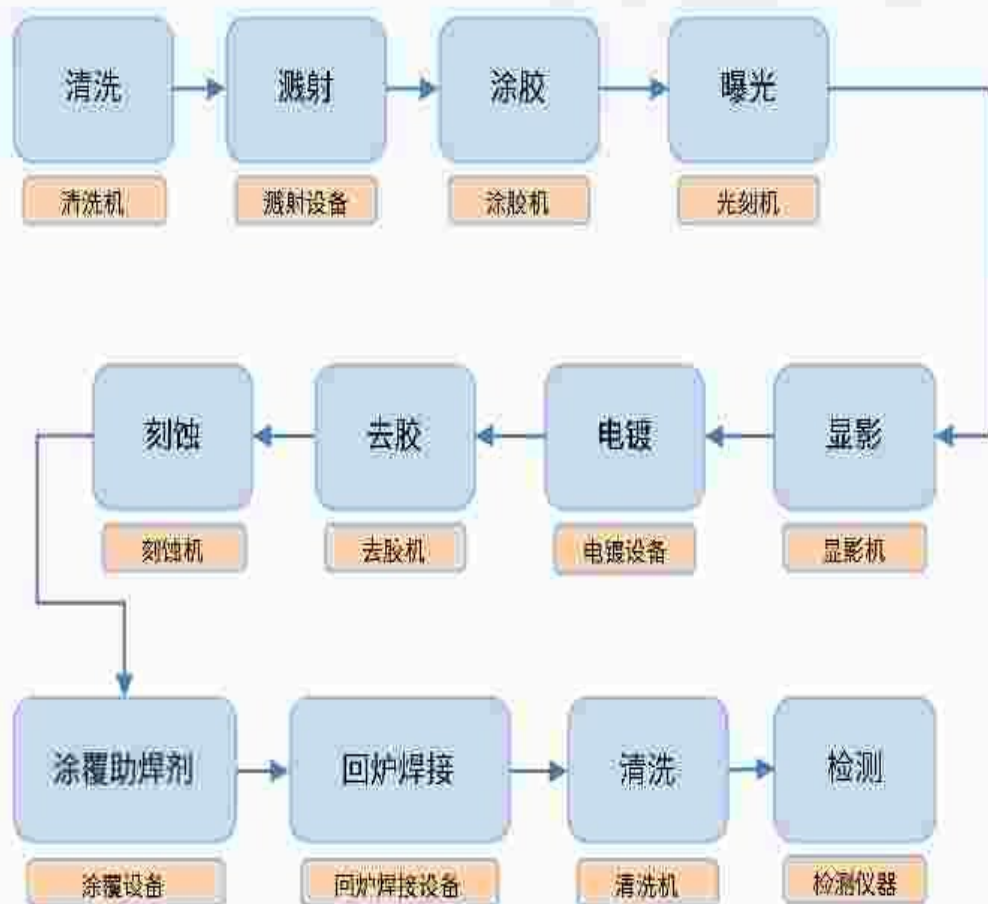 清洗
溅射
涂胶
曝光
清洗机
溅射设备
涂胶机
光刻机
刻蚀
去胶
电镀
显影
刻蚀机
去胶机
电镀设备
显影机
涂覆助焊剂
回炉焊接
清洗
检测
涂覆设备
回炉焊接设备
清洗机
检测仪器